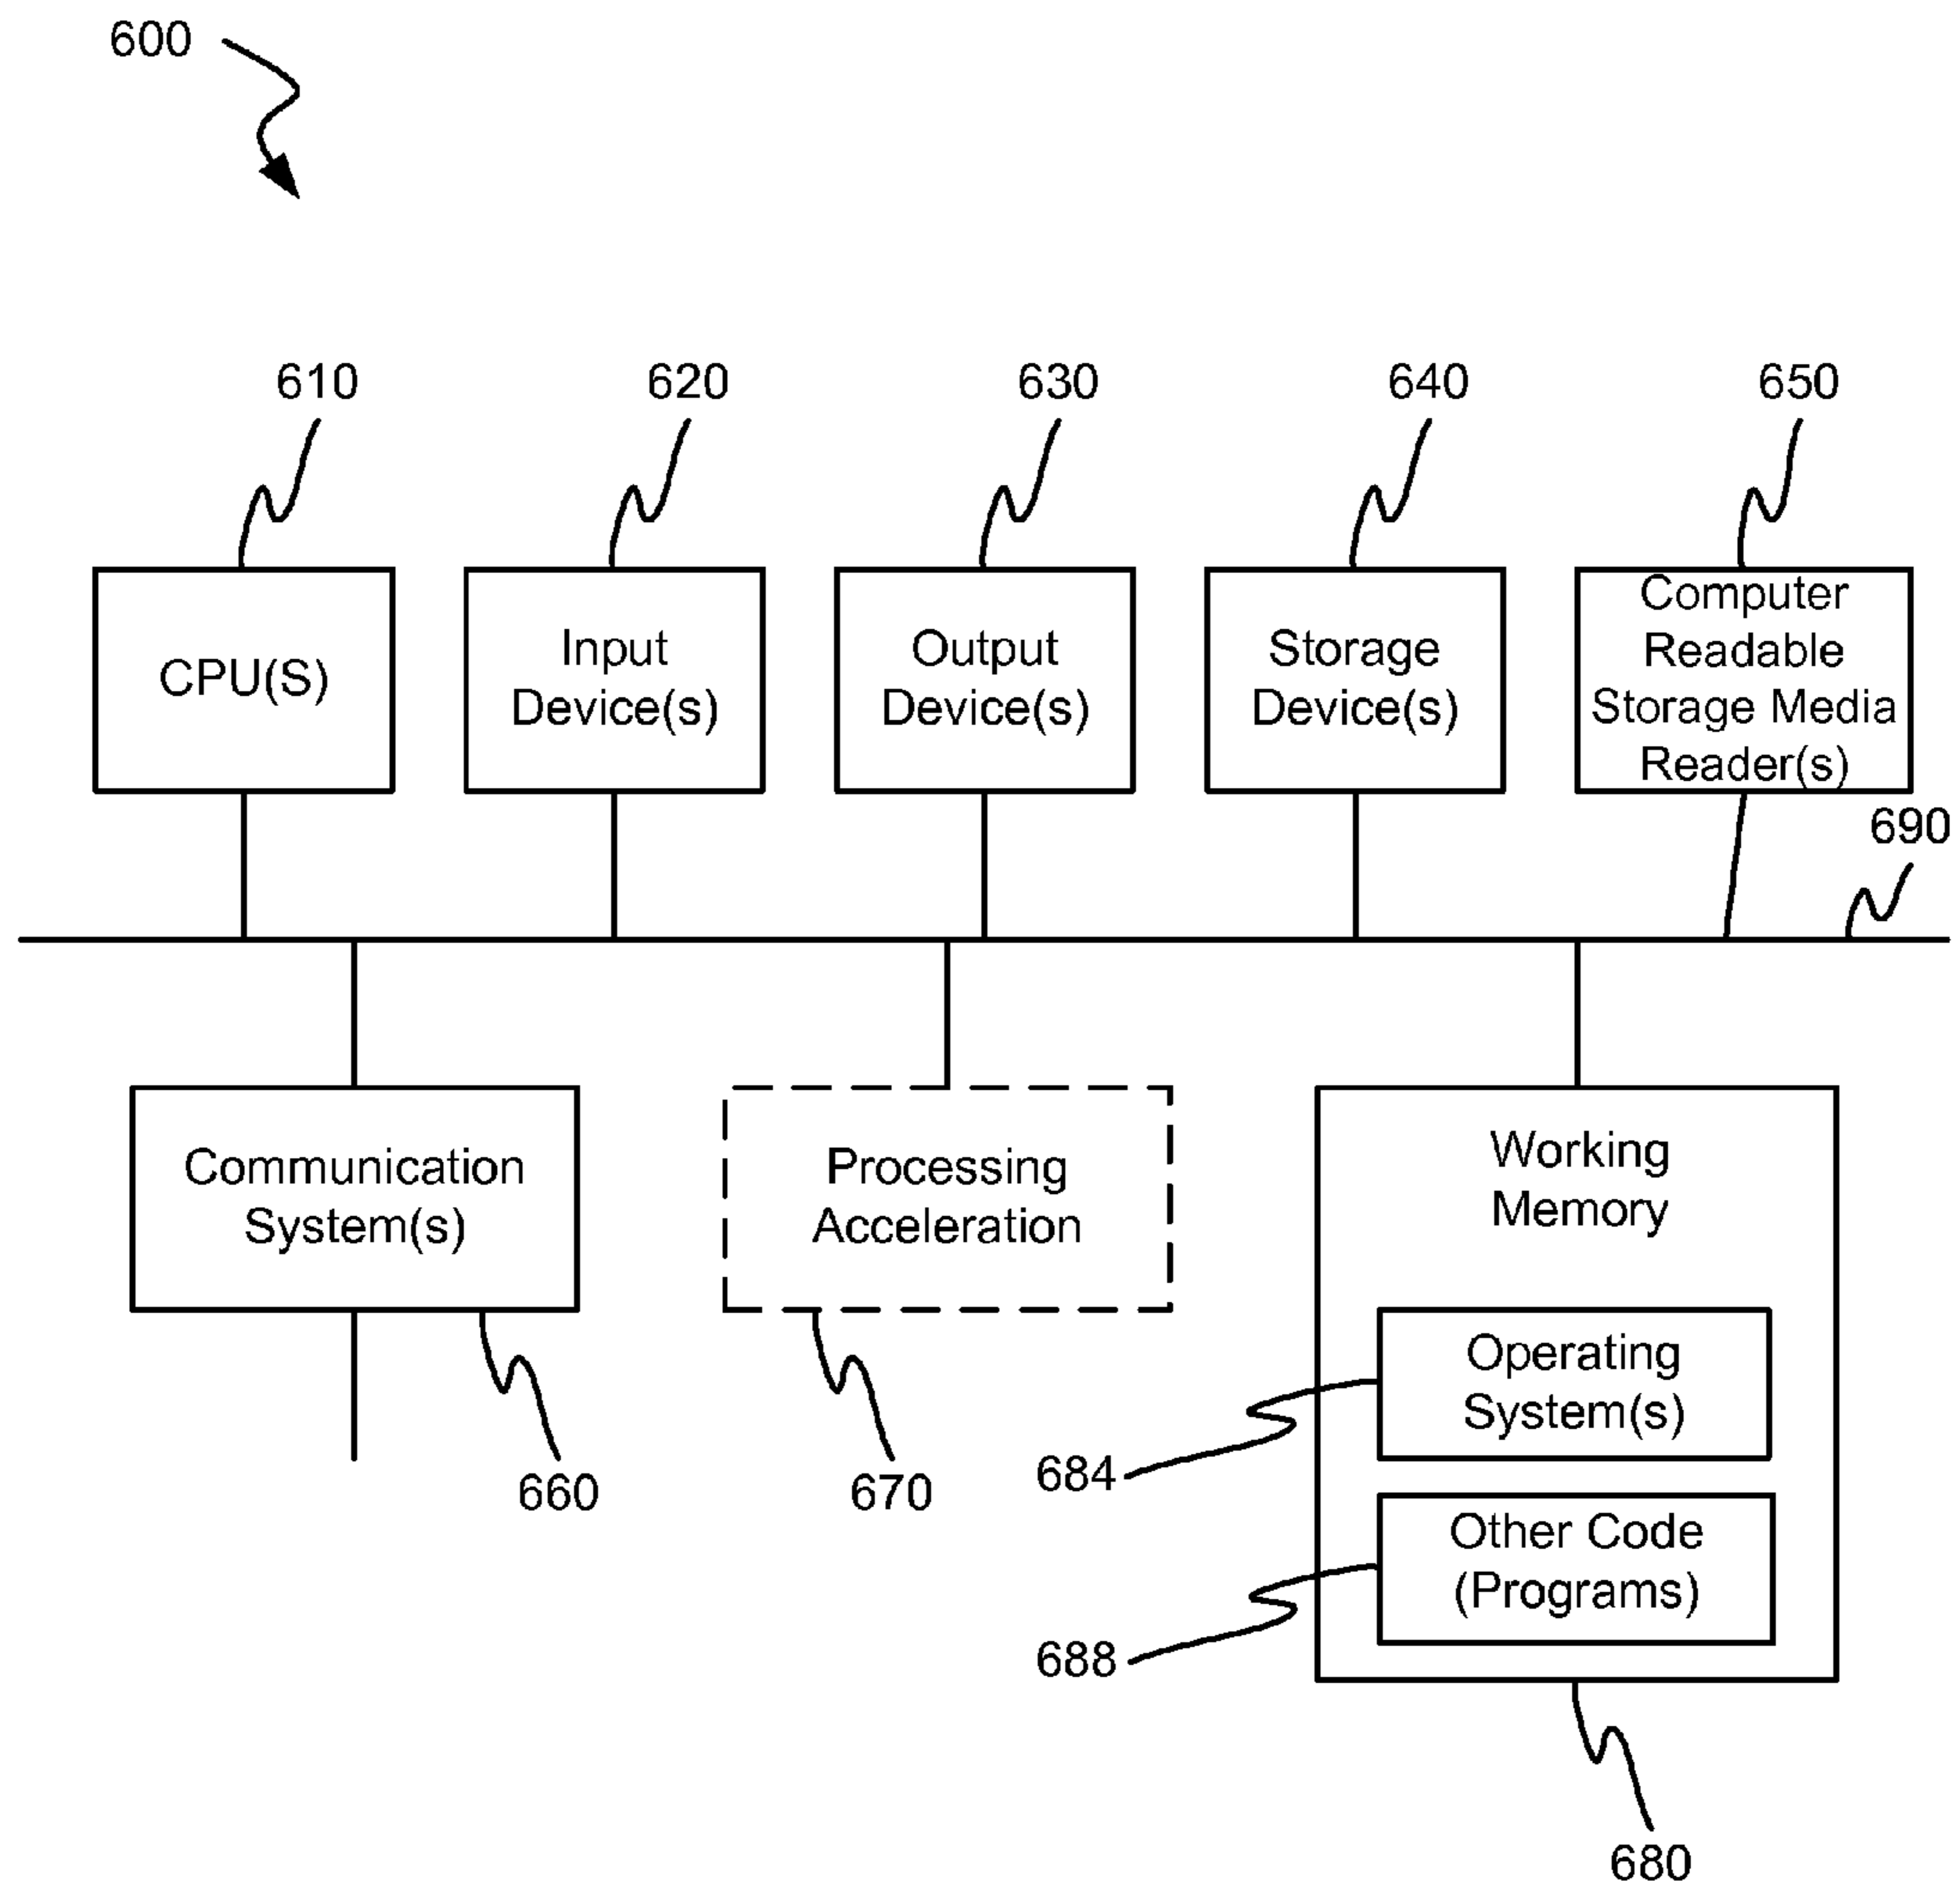 600
610
620
630
640
650
CPU(S)
Input
Device(s)
Output
Device(s)
Storage
Device(s)
Computer
Readable
Storage Media
Reader(s)
690
Communication
System(s)
Processing
Acceleration
Working
Memory
Operating
System(s)
684
660
670
Other Code
(Programs)
688
680